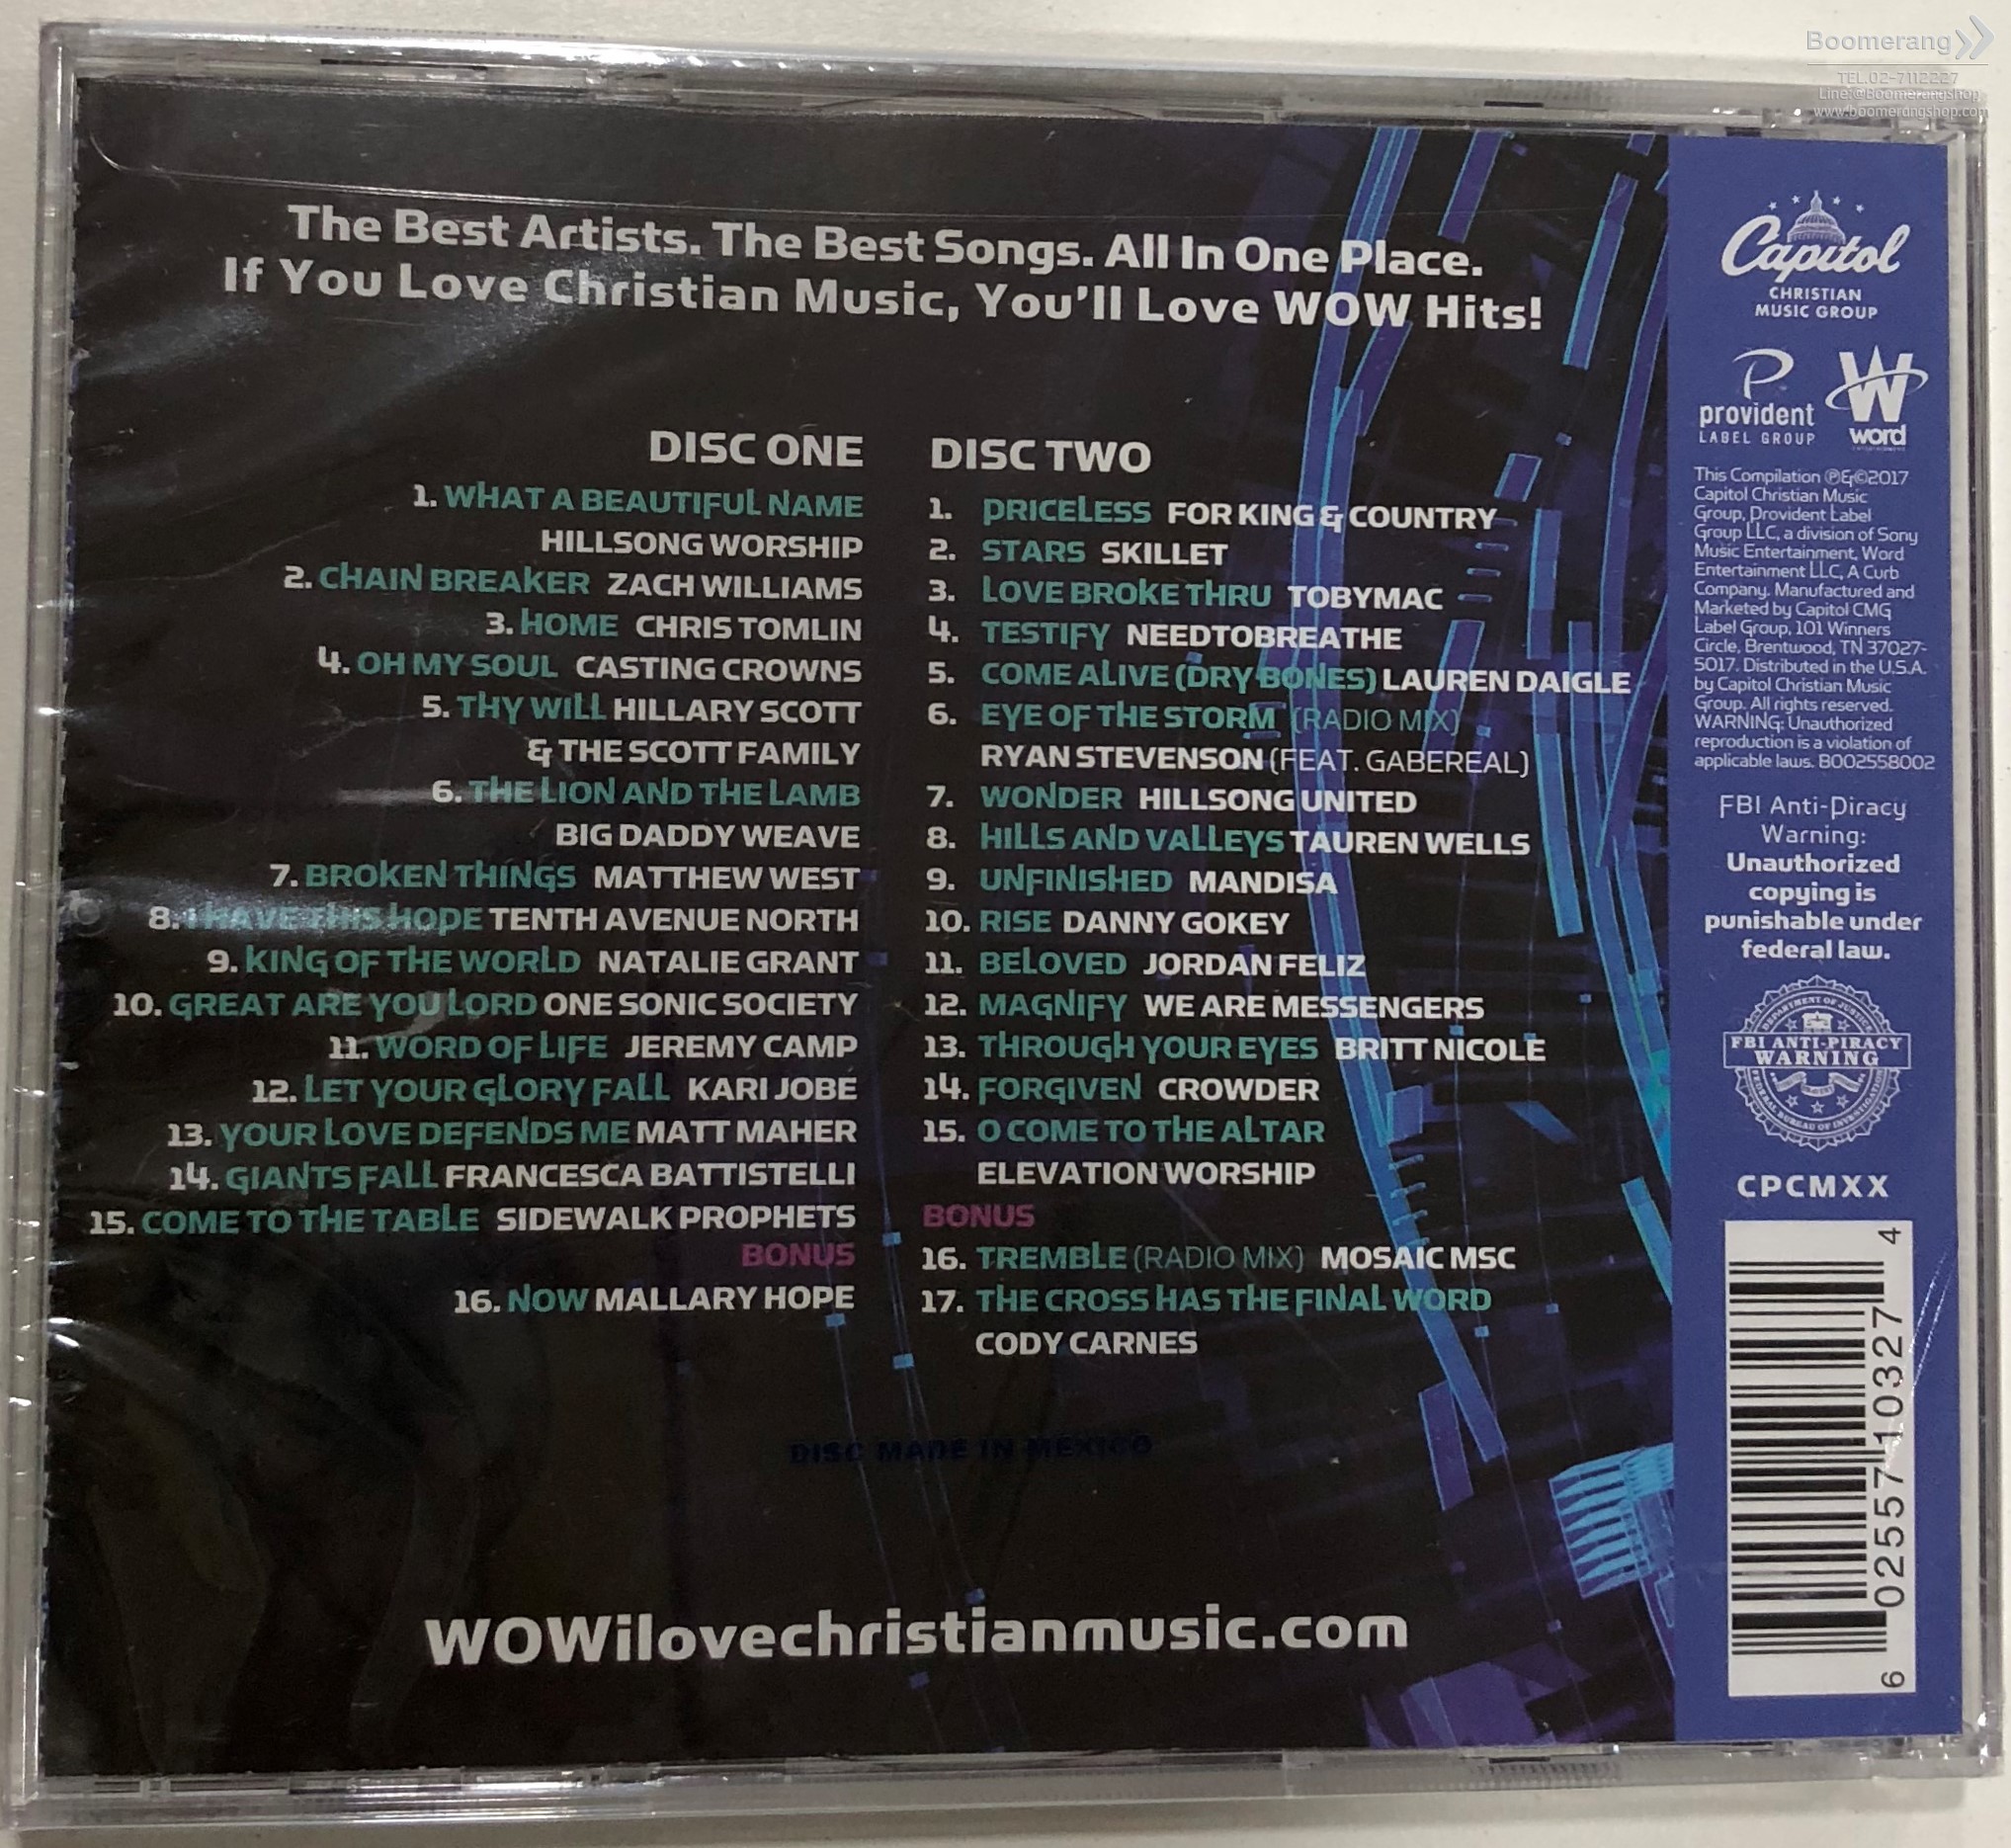 Boomerang
TEL.02-7112227
Line:@Boomerangshop
www.boomerangshop.com
The Best Artists. The Best Songs. All In One Place.
If You Love Christian Music, You'll Love WOW Hits!
DISC ONE
1. WHAT A BEAUTIFUL NAME
HILLSONG WORSHIP
2. CHAIN BREAKER ZACH WILLIAMS
3. HOME CHRIS TOMLIN
4. OH MY SOUL CASTING CROWNS
5. THY WILL HILLARY SCOTT
& THE SCOTT FAMILY
6. THE LION AND THE LAMB
BIG DADDY WEAVE
7. BROKEN THINGS MATTHEW WEST
8. I HAVE THIS HOPE TENTH AVENUE NORTH
9. KING OF THE WORLD NATALIE GRANT
10. GREAT ARE YOU LORD ONE SONIC SOCIETY
11. WORD OF LIFE JEREMY CAMP
12. LET YOUR GLORY FALL KARI JOBE
13. YOUR LOVE DEFENDS ME MATT MAHER
14. GIANTS FALL FRANCESCA BATTISTELLI
15. COME TO THE TABLE SIDEWALK PROPHETS
BONUS
16. NOW MALLARY HOPE
DISC TWO
1. PRICELESS FOR KING & COUNTRY
2. STARS SKILLET
3. LOVE BROKE THRU TOBYMAC
4. TESTIFY NEEDTOBREATHE
5. COME ALIVE (DRY BONES) LAUREN DAIGLE
6. EYE OF THE STORM (RADIO MIX)
RYAN STEVENSON (FEAT. GABEREAL)
7. WONDER HILLSONG UNITED
8. HILLS AND VALLEYS TAUREN WELLS
9. UNFINISHED MANDISA
10. RISE DANNY GOKEY
11. BELOVED JORDAN FELIZ
12. MAGNIFY WE ARE MESSENGERS
13. THROUGH YOUR EYES BRITT NICOLE
14. FORGIVEN CROWDER
15. O COME TO THE ALTAR
ELEVATION WORSHIP
BONUS
16. TREMBLE (RADIO MIX) MOSAIC MSC
17. THE CROSS HAS THE FINAL WORD
CODY CARNES
DISC MADE IN MEXICO
WOWilovechristianmusic.com
Capitol
CHRISTIAN
MUSIC GROUP
provident
LABEL GROUP
W
word
This Compilation ℗&©2017
Capitol Christian Music
Group, Provident Label
Group LLC, a division of Sony
Music Entertainment, Word
Entertainment LLC, A Curb
Company. Manufactured and
Marketed by Capitol CMG
Label Group, 101 Winners
Circle, Brentwood, TN 37027-
5017. Distributed in the U.S.A.
by Capitol Christian Music
Group. All rights reserved.
WARNING: Unauthorized
reproduction is a violation of
applicable laws. B002558002
FBI Anti-Piracy
Warning:
Unauthorized
copying is
punishable under
federal law.
DEPARTMENT OF JUSTICE
FBI ANTI-PIRACY
WARNING
FEDERAL BUREAU OF INVESTIGATION
CPCMXX
6 02557 10327 4